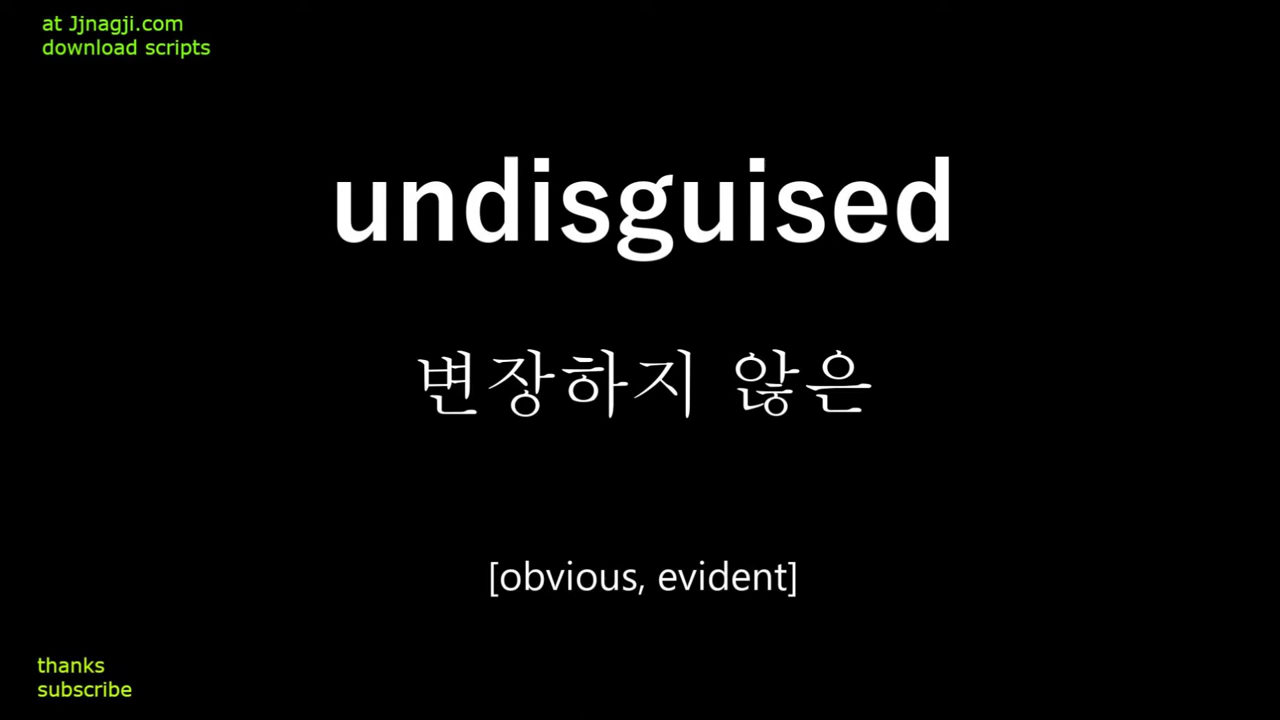 at Jjnagji.com
download scripts
undisguised
변장하지 않은
[obvious, evident]
thanks
subscribe